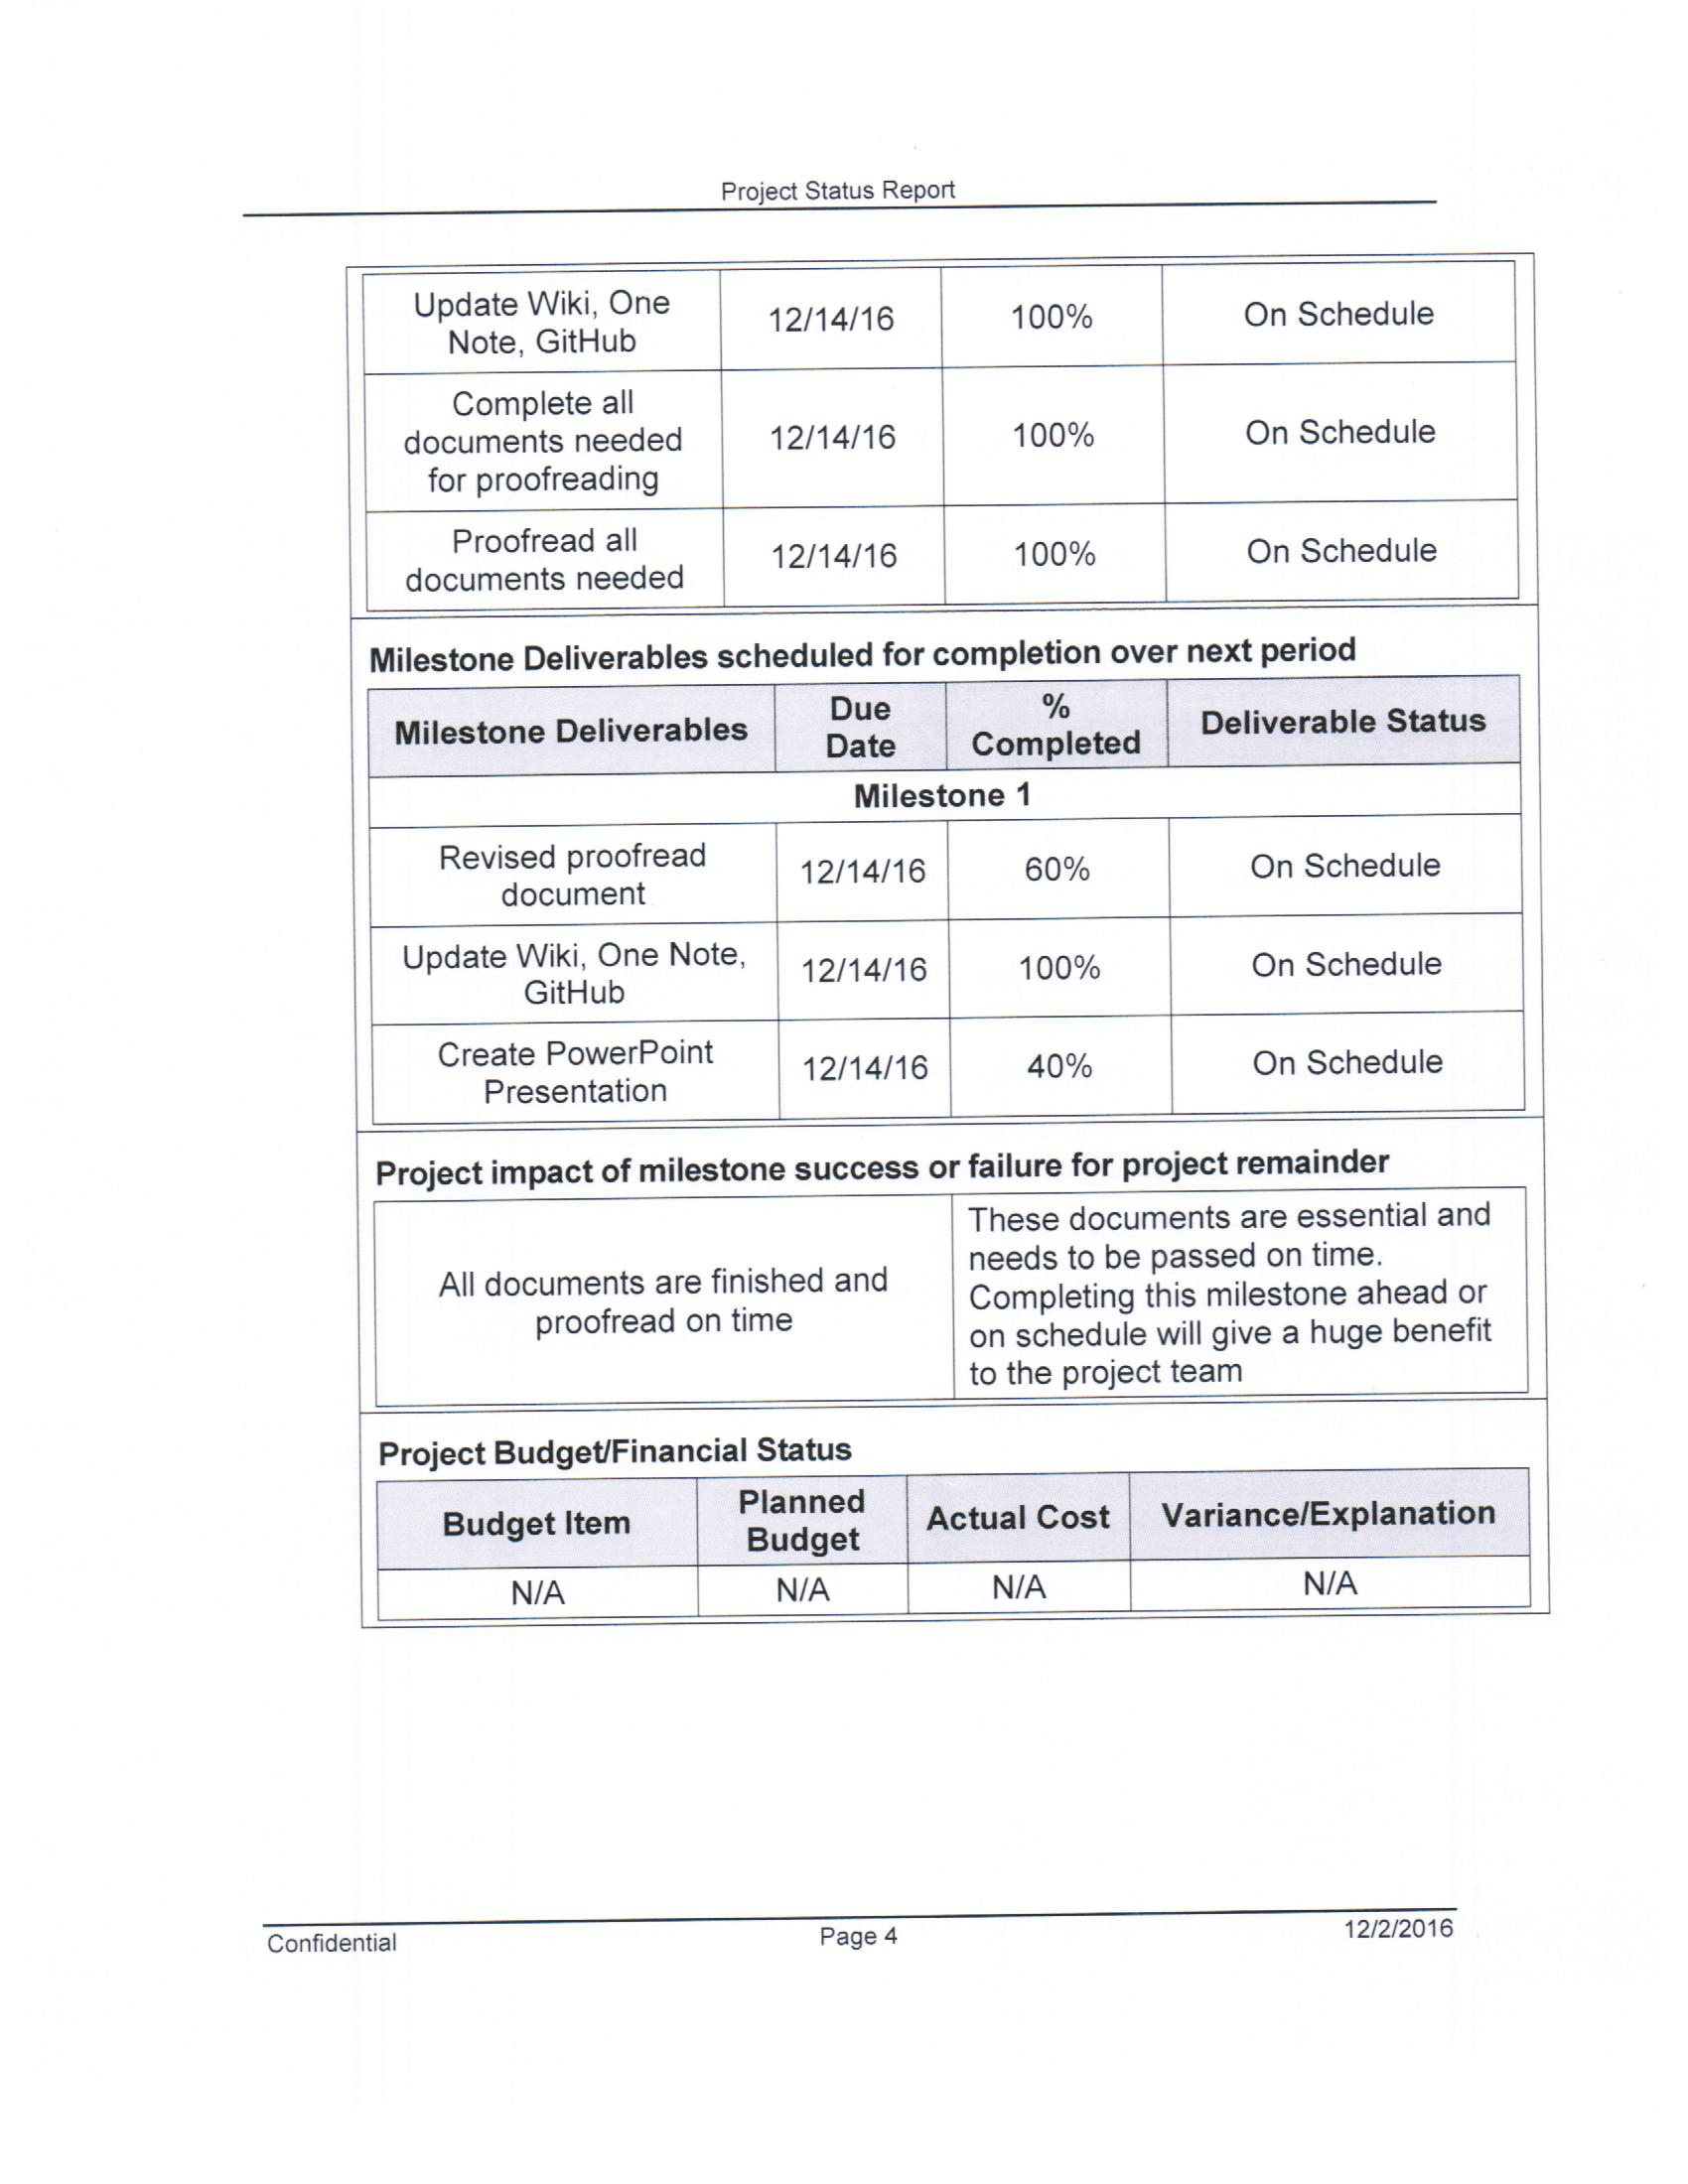 Project Status Report
Update Wiki, One
Note, GitHub
12/14/16
100%
On Schedule
Complete all
documents needed
for proofreading
12/14/16
100%
On Schedule
Proofread all
documents needed
12/14/16
100%
On Schedule
Milestone Deliverables scheduled for completion over next period
Milestone Deliverables
Due
Date
%
Completed
Deliverable Status
Milestone 1
Revised proofread
document
12/14/16
60%
On Schedule
Update Wiki, One Note,
GitHub
12/14/16
100%
On Schedule
Create PowerPoint
Presentation
12/14/16
40%
On Schedule
Project impact of milestone success or failure for project remainder
All documents are finished and
proofread on time
These documents are essential and
needs to be passed on time.
Completing this milestone ahead or
on schedule will give a huge benefit
to the project team
Project Budget/Financial Status
Budget Item
Planned
Budget
Actual Cost
Variance/Explanation
N/A
N/A
N/A
N/A
Confidential
Page 4
12/2/2016